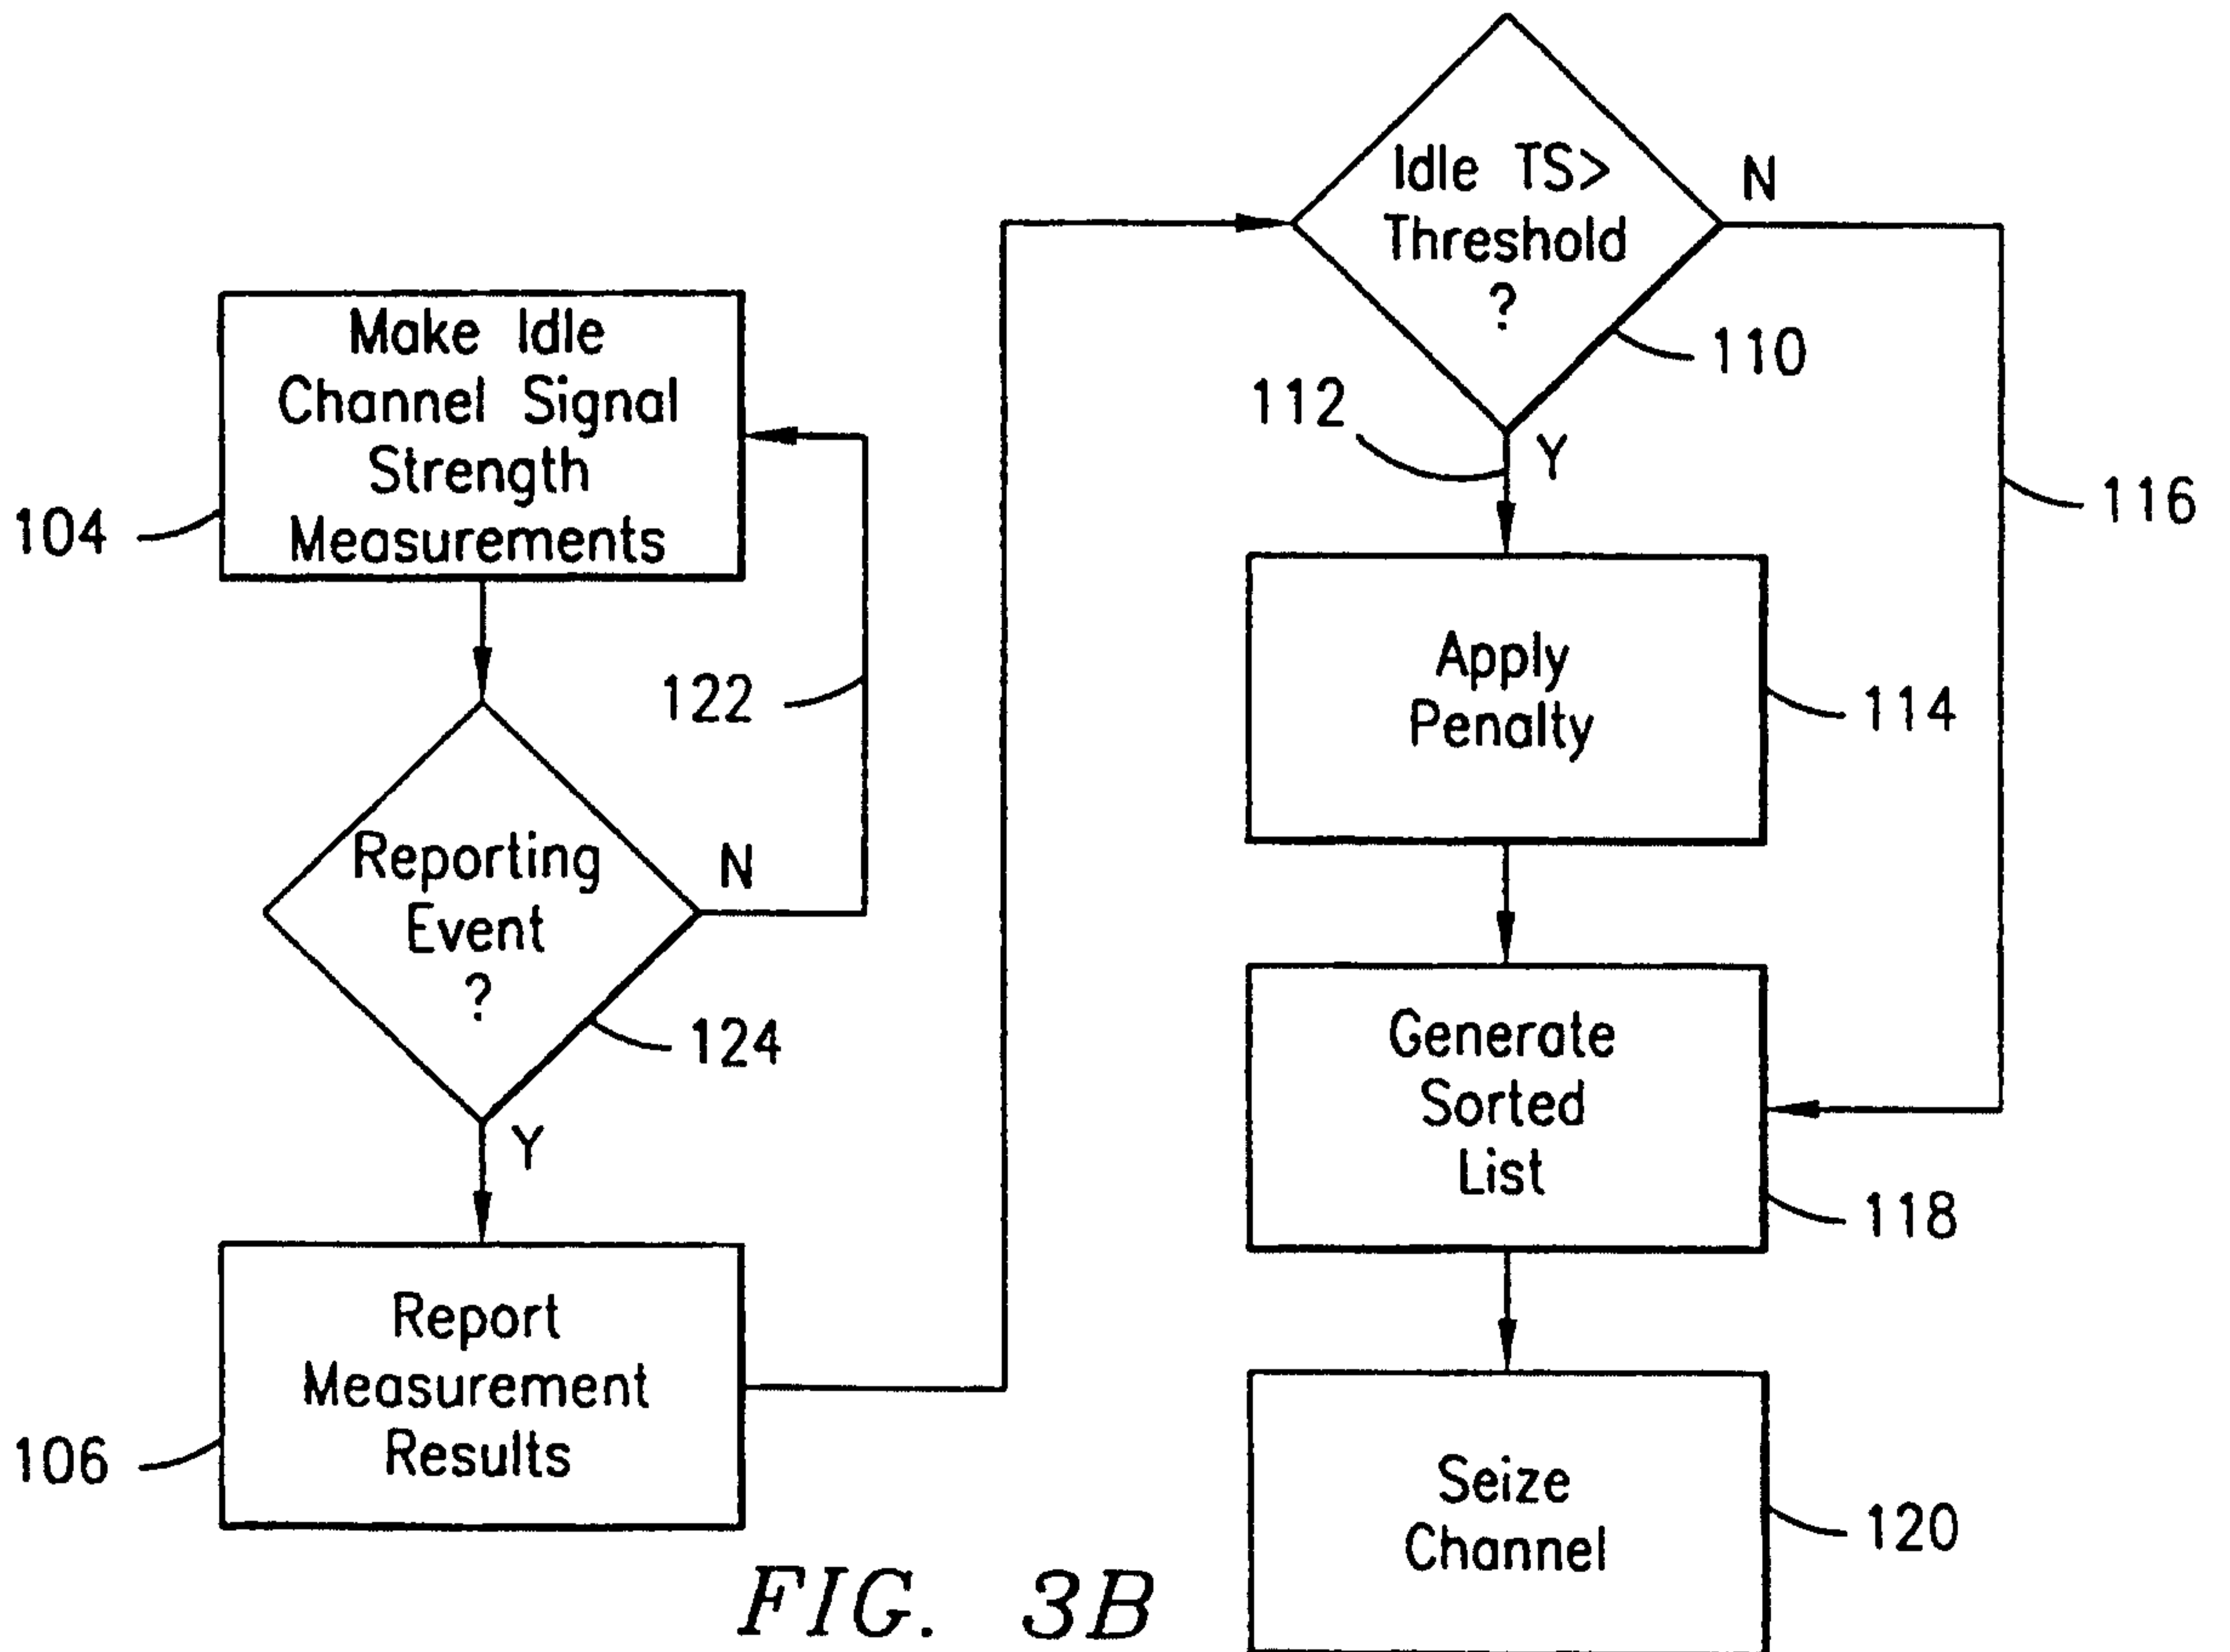 Make Idle
Channel Signal
Strength
Measurements
104
122
Reporting
Event
?
N
124
Y
Report
Measurement
Results
106
Idle TS>
Threshold
?
N
110
112
Y
116
Apply
Penalty
114
Generate
Sorted
List
118
Seize
Channel
120
FIG. 3B